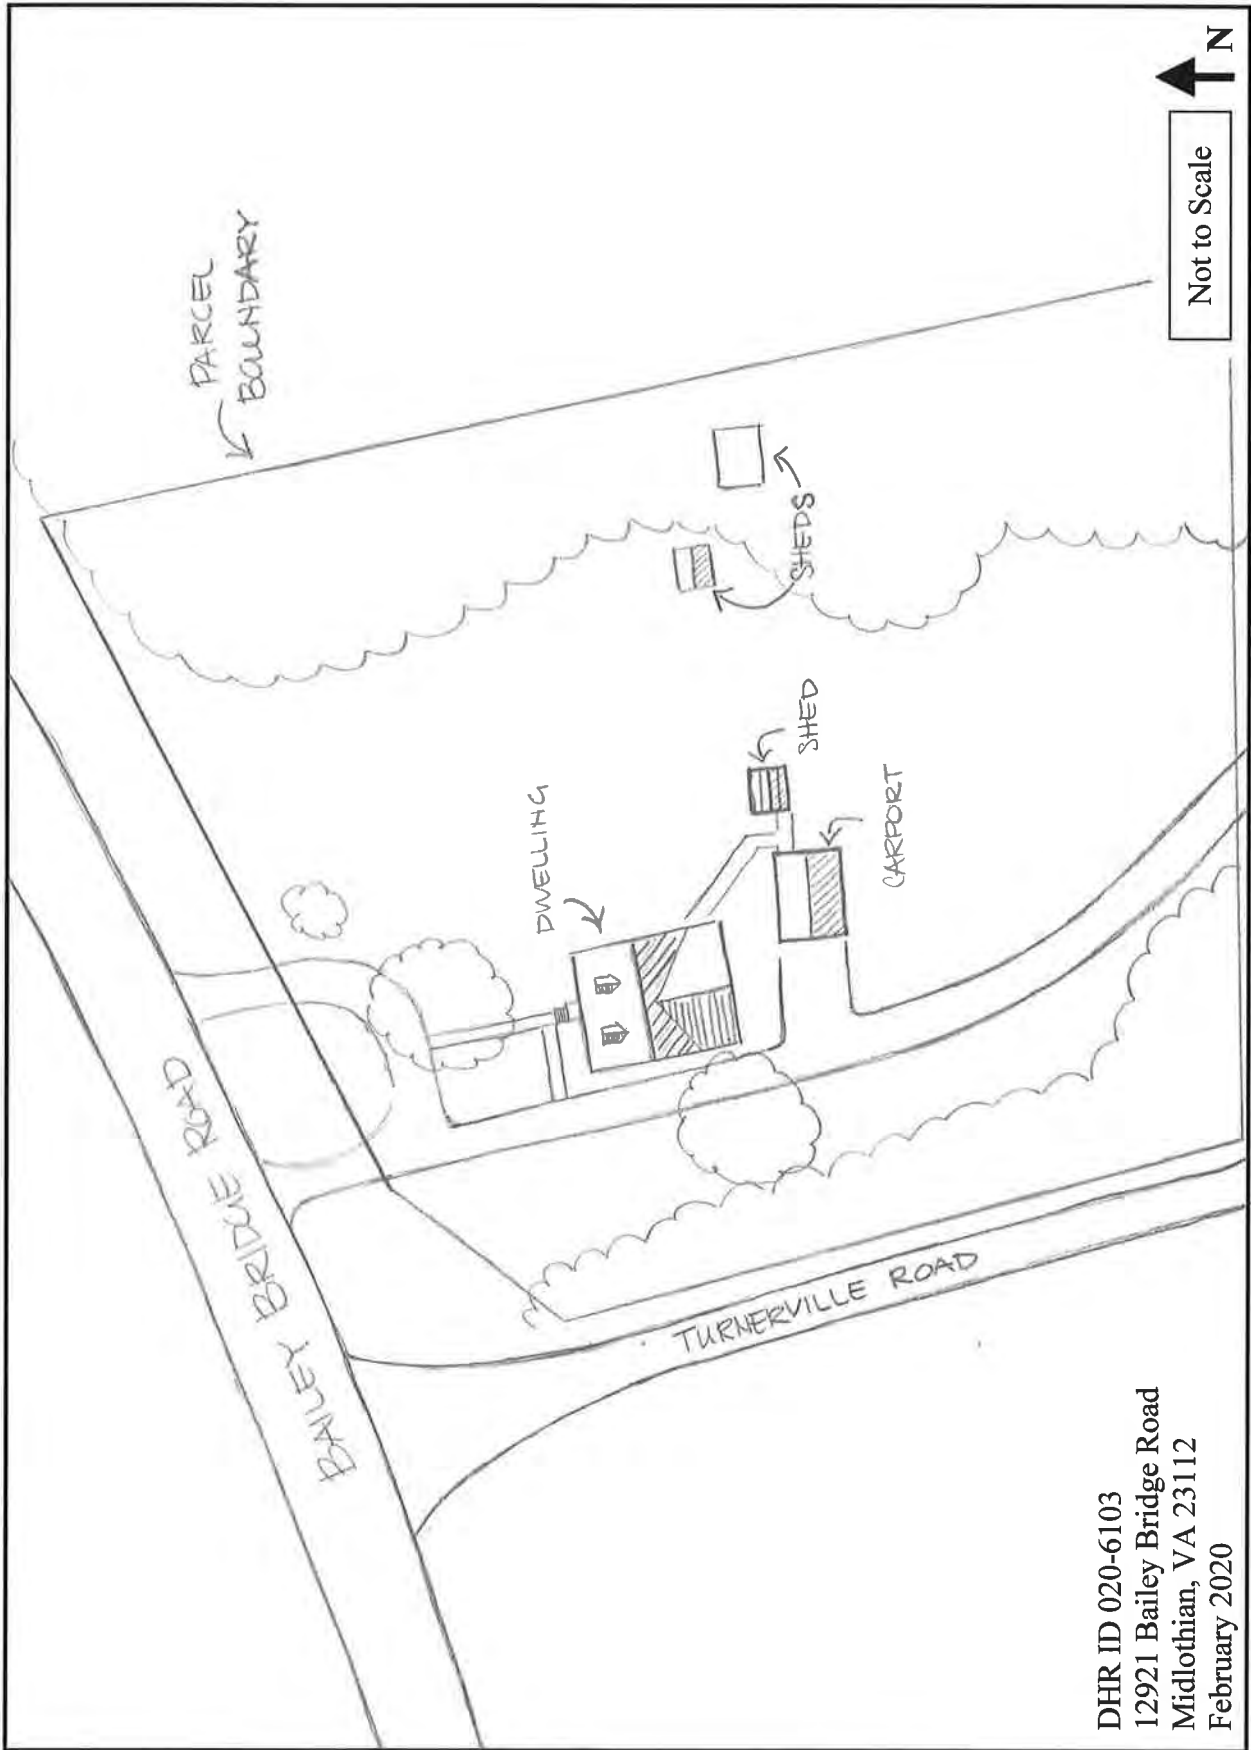 PARCEL
BOUNDARY
BAILEY BRIDGE ROAD
DWELLING
SHEDS
SHED
CARPORT
TURNERVILLE ROAD
DHR ID 020-6103
12921 Bailey Bridge Road
Midlothian, VA 23112
February 2020
Not to Scale
N